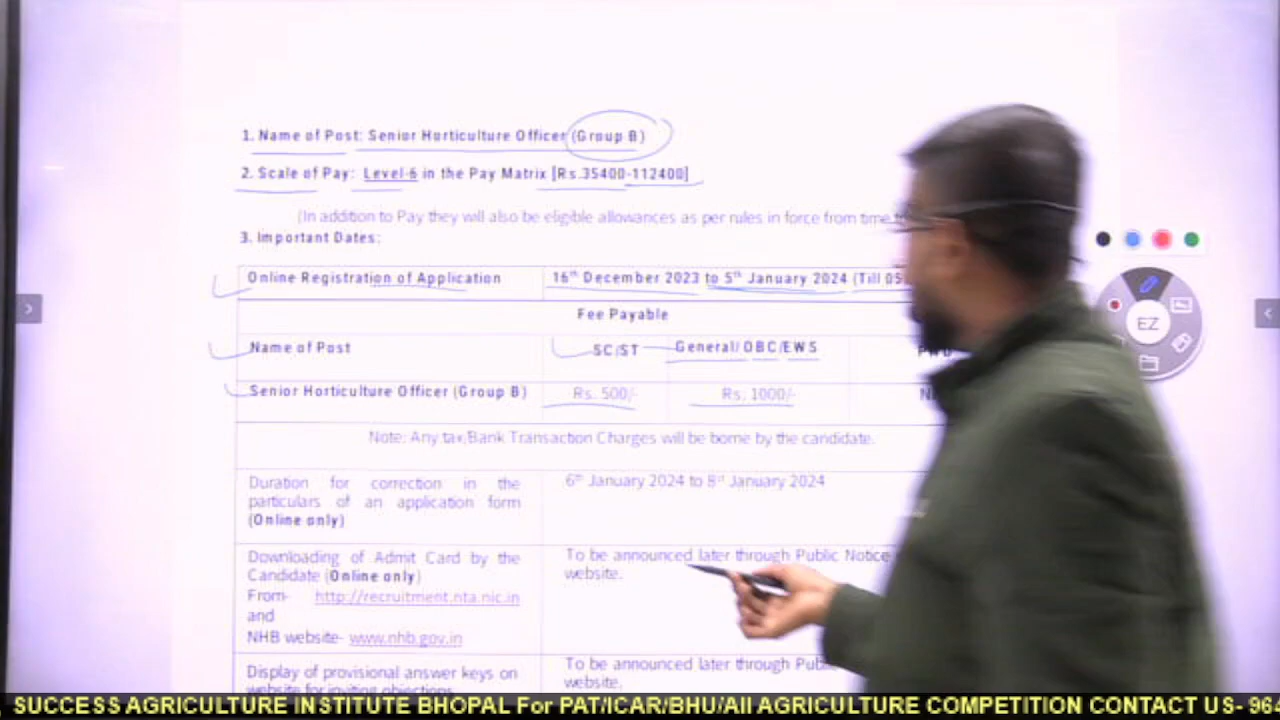 1. Name of Post: Senior Horticulture Officer (Group B)
2. Scale of Pay: Level-6 in the Pay Matrix [Rs.35400-112400]
(In addition to Pay they will also be eligible allowances as per rules in force from time
3. Important Dates:
Online Registration of Application 16th December 2023 to 5th January 2024 (Till 05
Fee Payable
Name of Post SC/ST General/OBC/EWS
Senior Horticulture Officer (Group B) Rs. 500/- Rs. 1000/-
Note: Any tax/Bank Transaction Charges will be borne by the candidate.
Duration for correction in the 6th January 2024 to 8th January 2024
particulars of an application form
(Online only)
Downloading of Admit Card by the To be announced later through Public Notice
Candidate (Online only) website.
From- http://recruitment.nta.nic.in
and
NHB website- www.nhb.gov.in
Display of provisional answer keys on To be announced later through
website for inviting objections website.
EZ
SUCCESS AGRICULTURE INSTITUTE BHOPAL For PAT/ICAR/BHU/All AGRICULTURE COMPETITION CONTACT US- 964